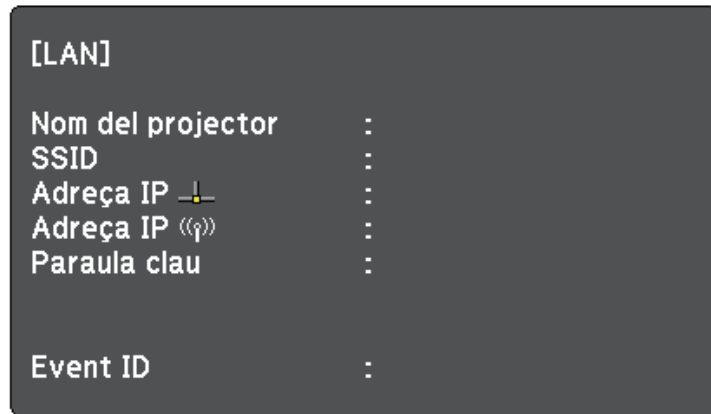 [LAN]
Nom del projector :
SSID :
Adreça IP :
Adreça IP :
Paraula clau :
Event ID :